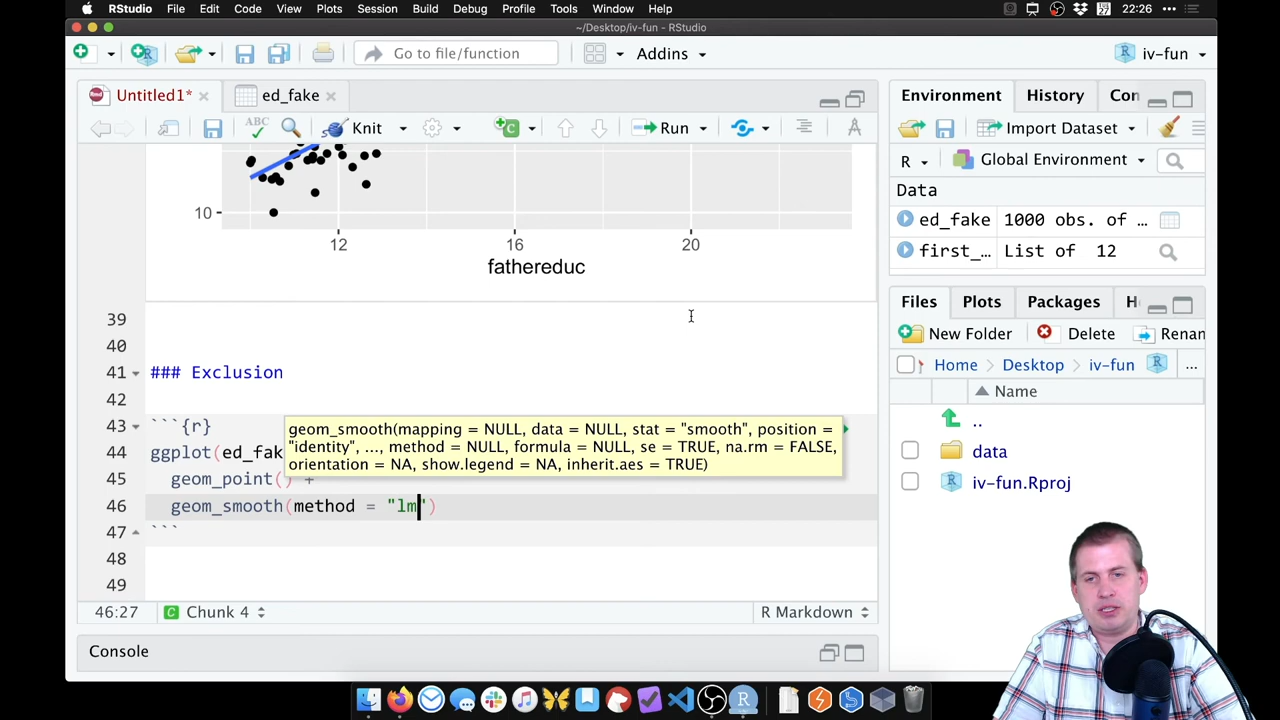 RStudio File Edit Code View Plots Session Build Debug Profile Tools Window Help 22:26
~/Desktop/iv-fun - RStudio
Go to file/function Addins iv-fun
Untitled1* ed_fake
ABC Knit Run
10
12 16 20
fathereduc
39
40
41 ### Exclusion
42
43 ```{r}
44 ggplot(ed_fak
45 geom_point() +
46 geom_smooth(method = "lm")
47 ```
48
49
geom_smooth(mapping = NULL, data = NULL, stat = "smooth", position =
"identity", ..., method = NULL, formula = NULL, se = TRUE, na.rm = FALSE,
orientation = NA, show.legend = NA, inherit.aes = TRUE)
46:27 Chunk 4 R Markdown
Console
Environment History Con
Import Dataset
R Global Environment
Data
ed_fake 1000 obs. of …
first_… List of 12
Files Plots Packages H
New Folder Delete Renan
Home Desktop iv-fun ...
Name
..
data
iv-fun.Rproj